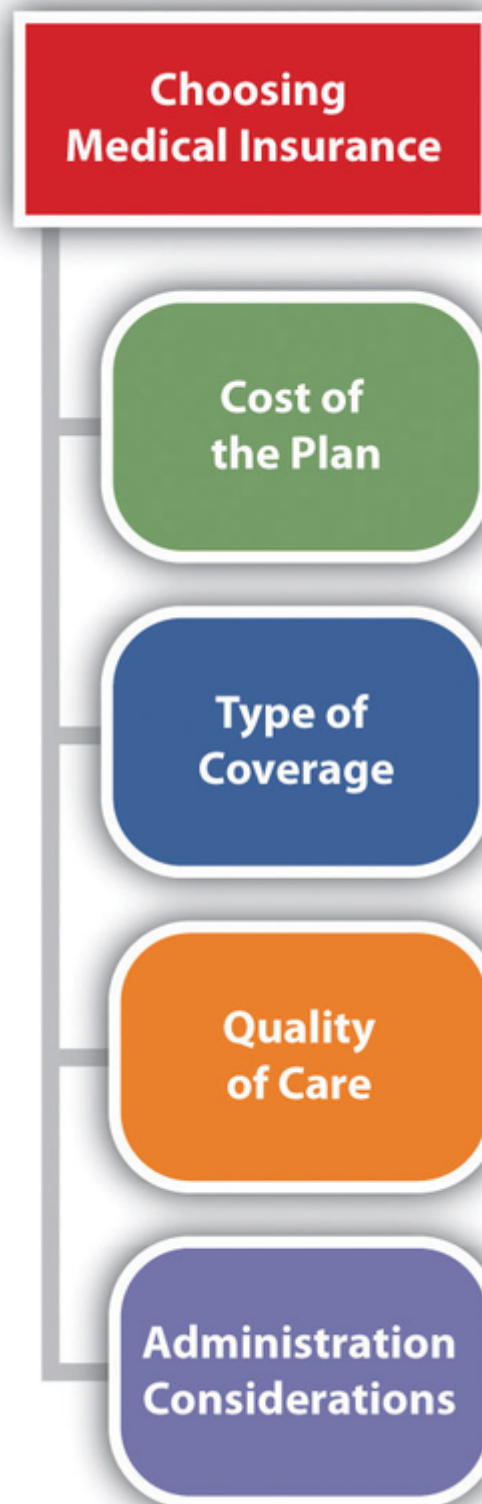 Choosing
Medical Insurance
Cost of
the Plan
Type of
Coverage
Quality
of Care
Administration
Considerations